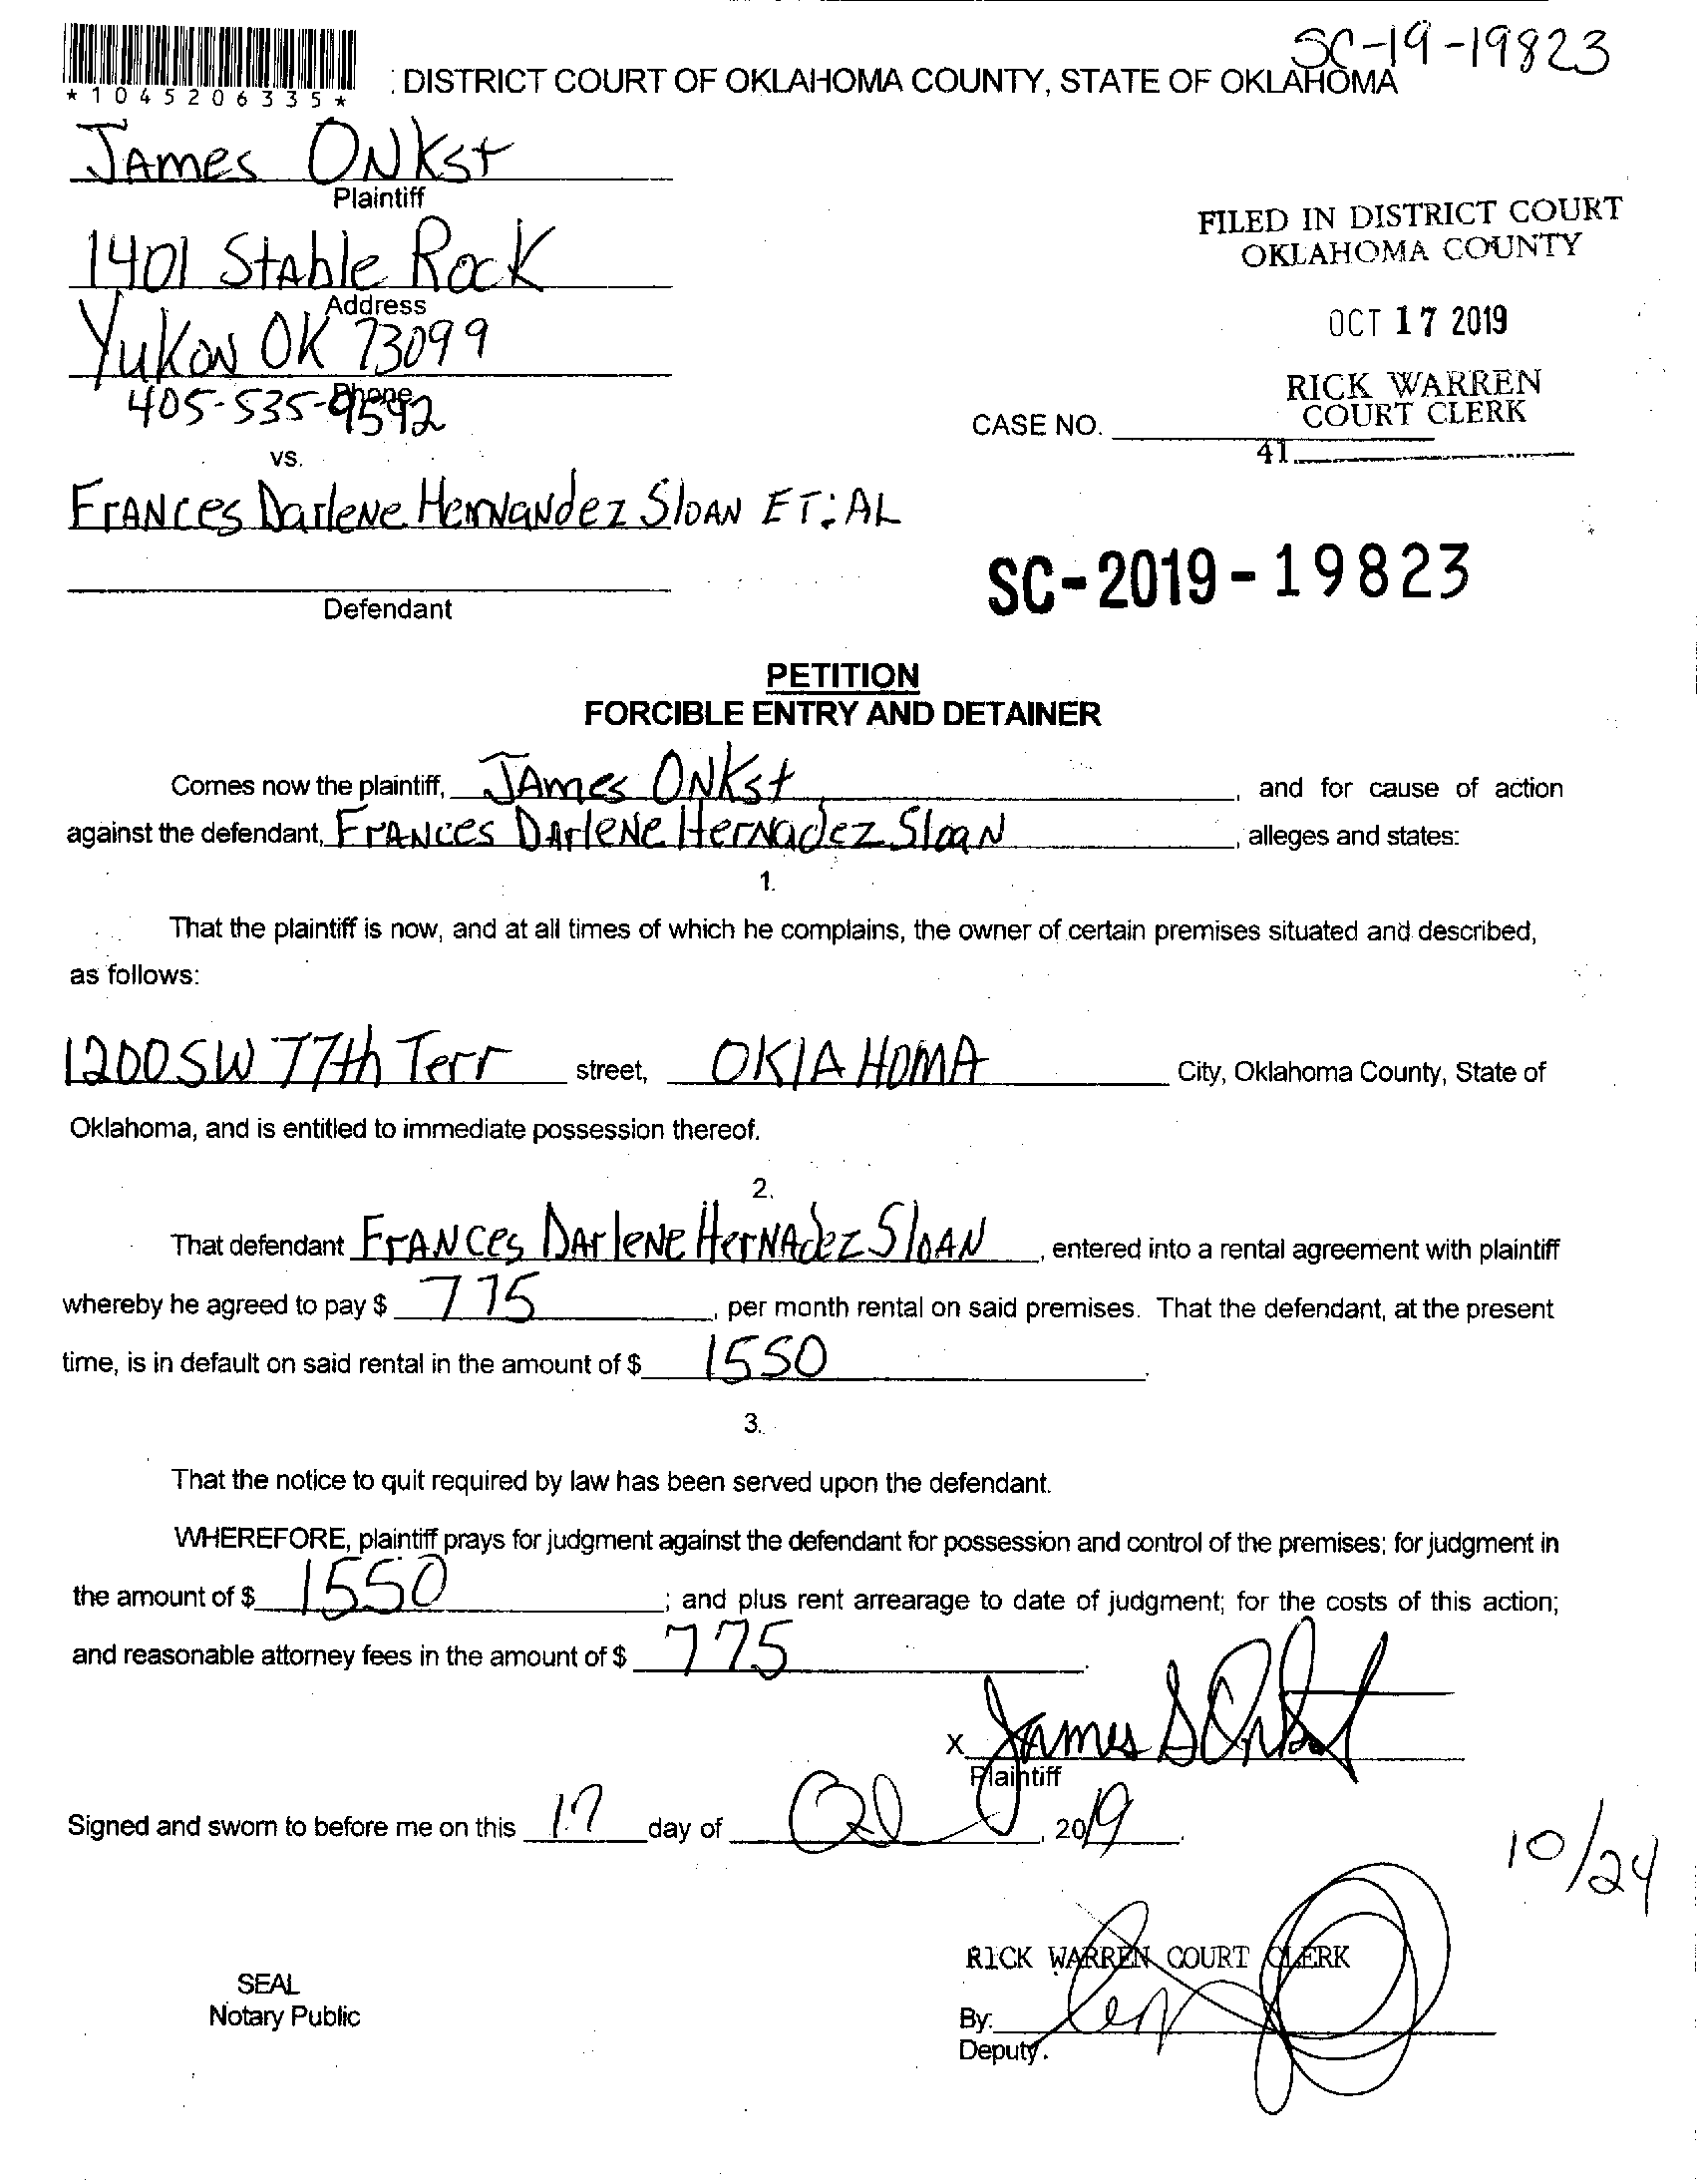 SC-19-19823
*1045206335*
: DISTRICT COURT OF OKLAHOMA COUNTY, STATE OF OKLAHOMA
JAmes ONKSt
Plaintiff
1401 Stable Rock
Address
Yukon OK 73099
Phone
405-535-9592
vs.
FILED IN DISTRICT COURT
OKLAHOMA COUNTY
OCT 17 2019
RICK WARREN
COURT CLERK
CASE NO.
41
Frances Darlene Hernandez Sloan ET:AL
Defendant
SC-2019-19823
PETITION
FORCIBLE ENTRY AND DETAINER
Comes now the plaintiff, JAmes ONKSt, and for cause of action
against the defendant, Frances Darlene Hernadez Sloan, alleges and states:
1.
That the plaintiff is now, and at all times of which he complains, the owner of certain premises situated and described,
as follows:
1200 SW 77th Terr street, OKlAHOMA City, Oklahoma County, State of
Oklahoma, and is entitled to immediate possession thereof.
2.
That defendant Frances Darlene Hernadez Sloan, entered into a rental agreement with plaintiff
whereby he agreed to pay $ 775, per month rental on said premises. That the defendant, at the present
time, is in default on said rental in the amount of $ 1550.
3.
That the notice to quit required by law has been served upon the defendant.
WHEREFORE, plaintiff prays for judgment against the defendant for possession and control of the premises; for judgment in
the amount of $ 1550; and plus rent arrearage to date of judgment; for the costs of this action;
and reasonable attorney fees in the amount of $ 775.
X James S Onkst
Plaintiff
Signed and sworn to before me on this 17 day of , 2019.
10/24
RICK WARREN COURT CLERK
SEAL
Notary Public
By:
Deputy.